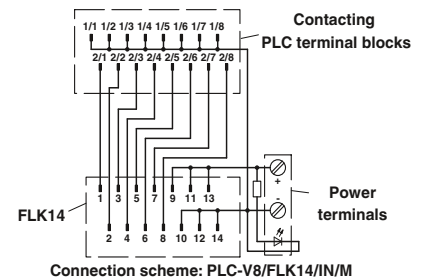 Contacting
PLC terminal blocks
1/1 1/2 1/3 1/4 1/5 1/6 1/7 1/8
2/1 2/2 2/3 2/4 2/5 2/6 2/7 2/8
+
-
Power
terminals
FLK14
1 3 5 7 9 11 13
2 4 6 8 10 12 14
Connection scheme: PLC-V8/FLK14/IN/M